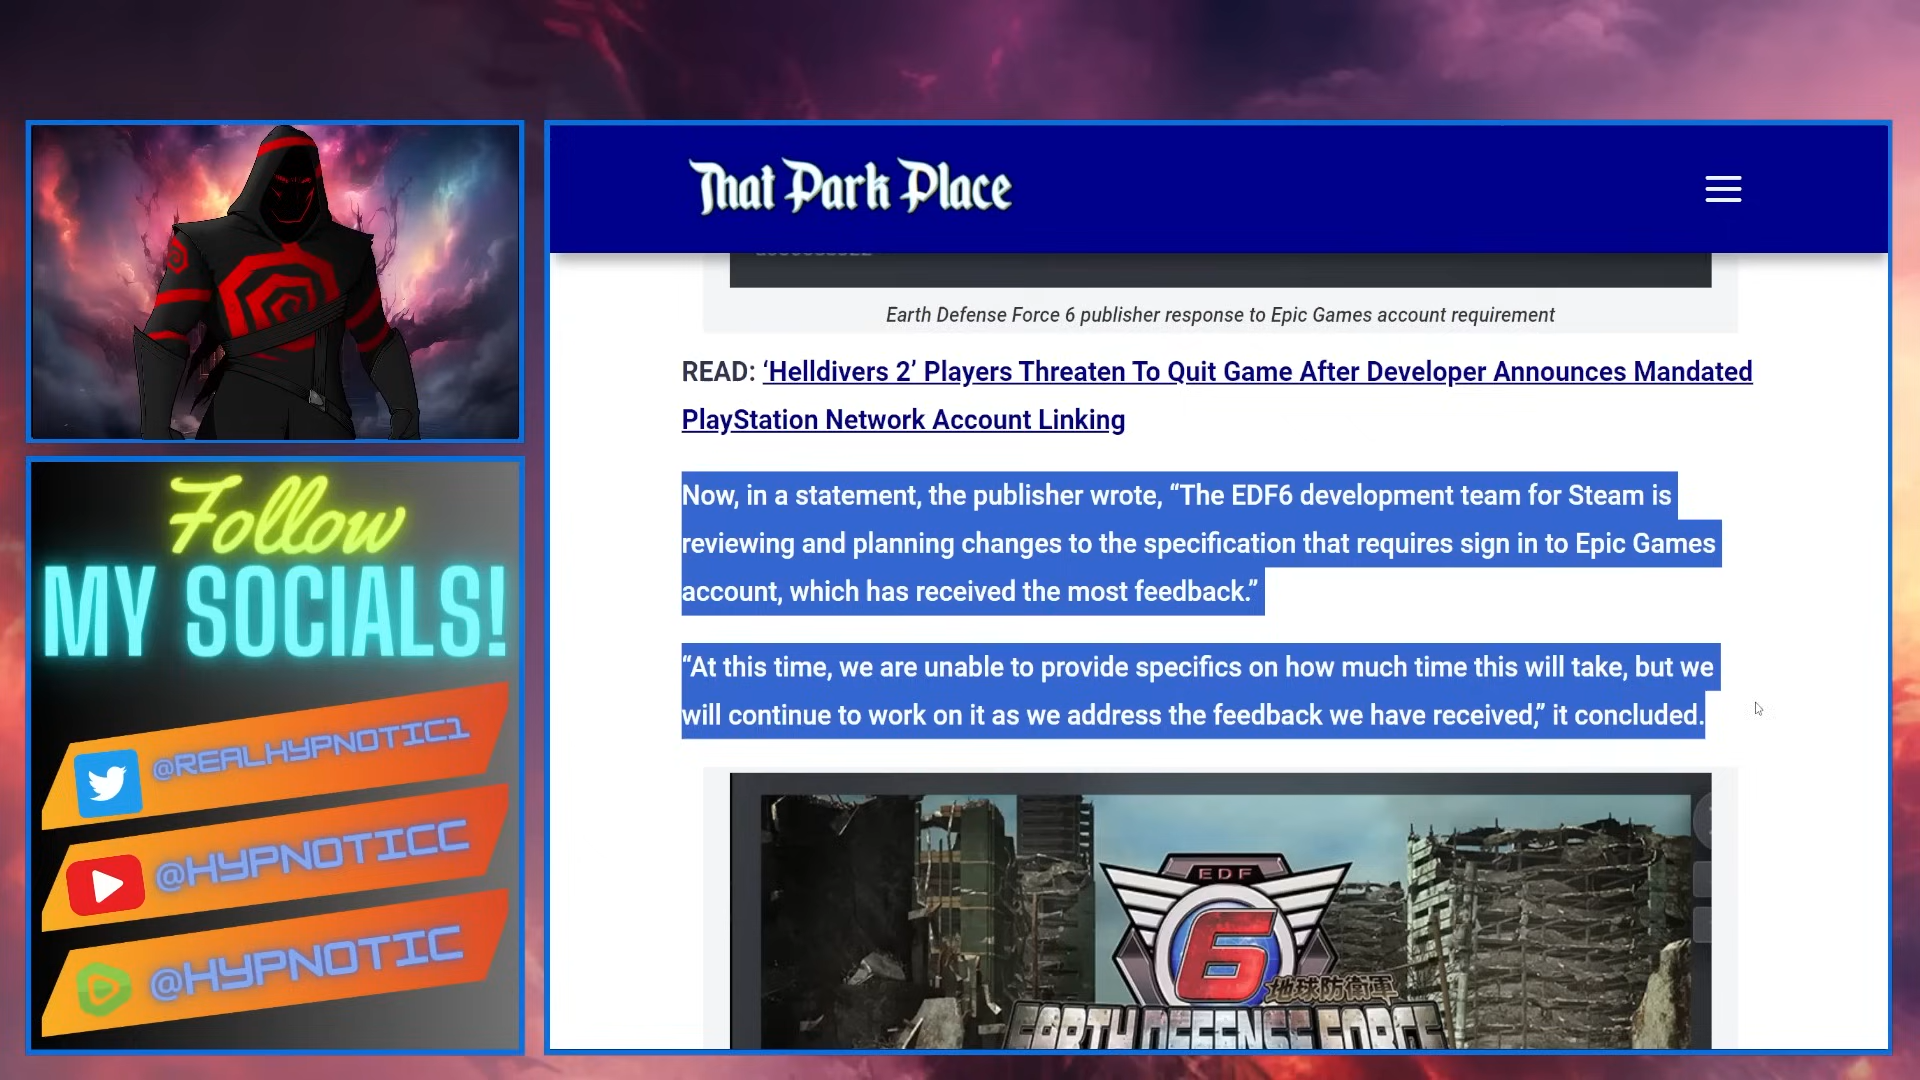 That Park Place
Earth Defense Force 6 publisher response to Epic Games account requirement
READ: ‘Helldivers 2’ Players Threaten To Quit Game After Developer Announces Mandated
PlayStation Network Account Linking
Now, in a statement, the publisher wrote, “The EDF6 development team for Steam is
reviewing and planning changes to the specification that requires sign in to Epic Games
account, which has received the most feedback.”
“At this time, we are unable to provide specifics on how much time this will take, but we
will continue to work on it as we address the feedback we have received,” it concluded.
EDF
6
地球防衛軍
EARTH DEFENSE FORCE
Follow
MY SOCIALS!
@REALHYPNOTIC1
@HYPNOTICC
@HYPNOTIC